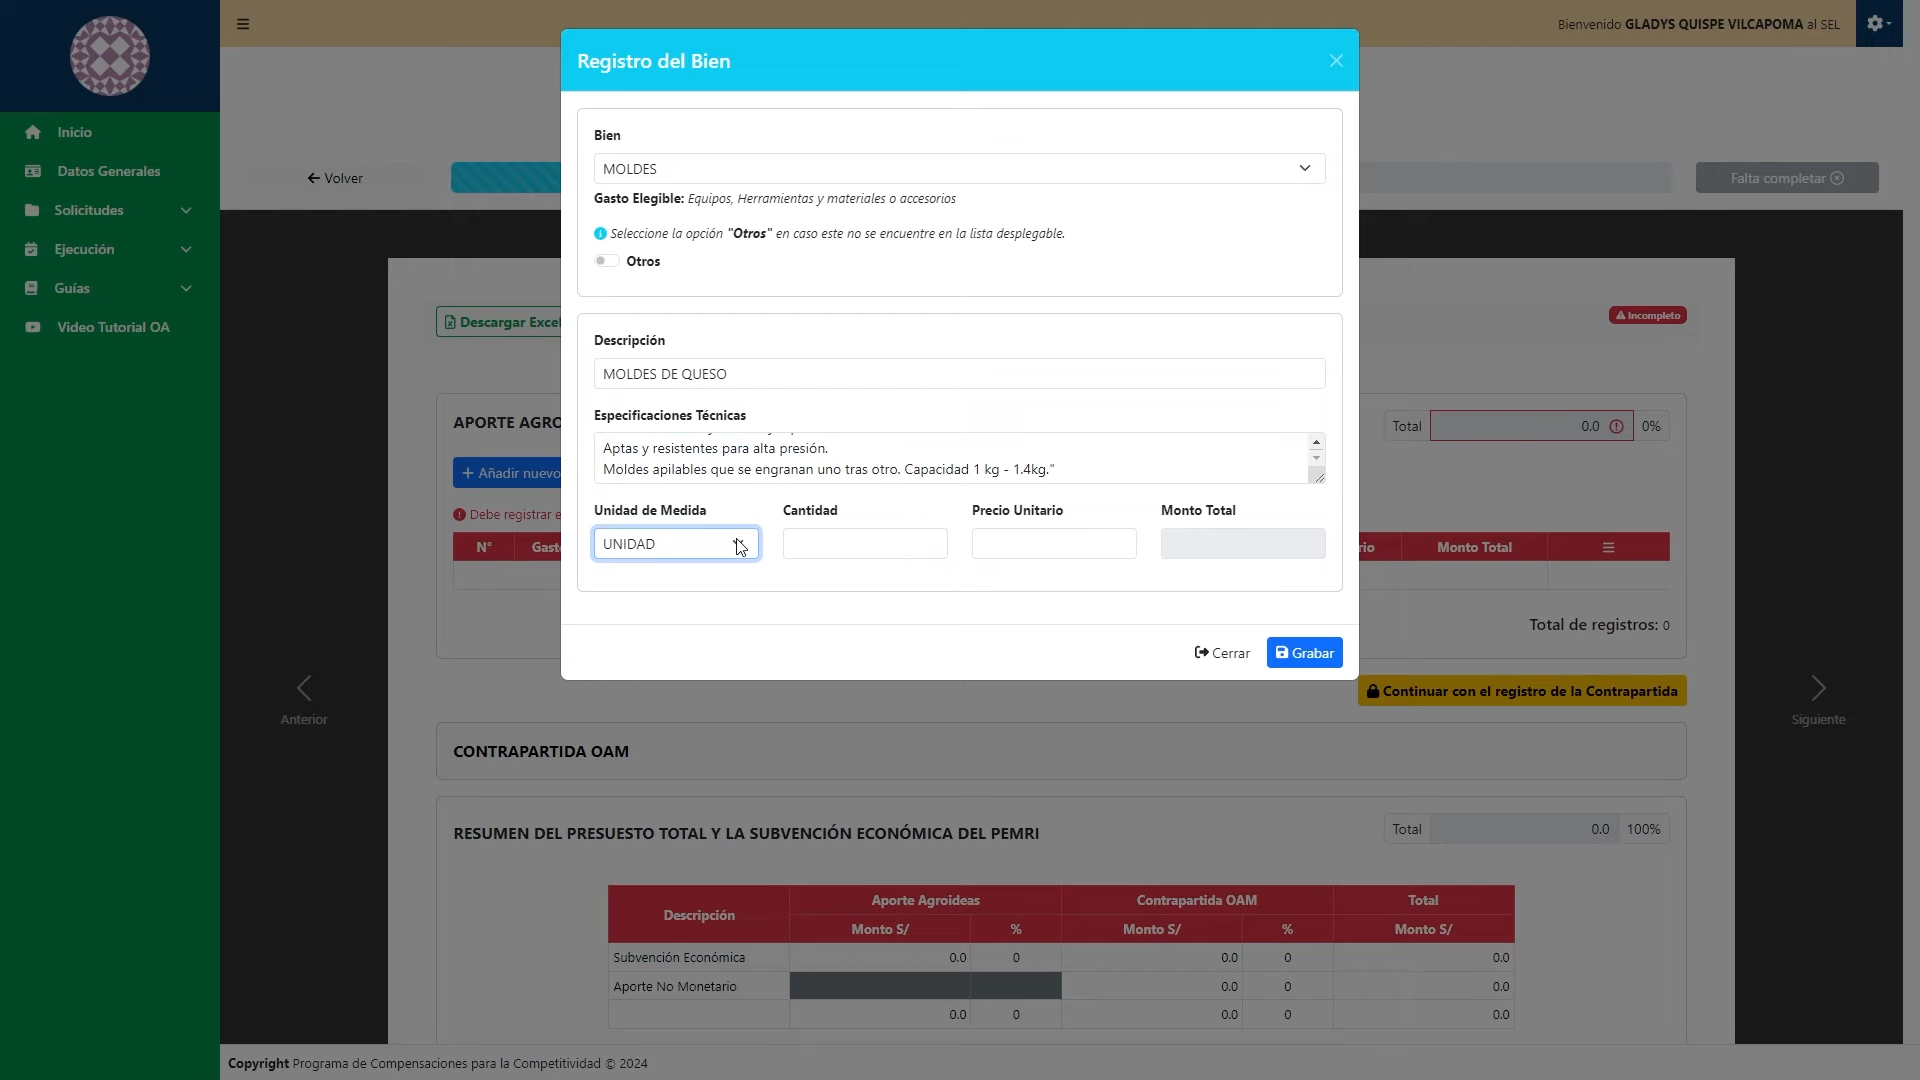 Bienvenido GLADYS QUISPE VILCAPOMA al SEL
Inicio
Datos Generales
Solicitudes
Ejecución
Guías
Video Tutorial OA
Volver
Falta completar
Registro del Bien
Bien
MOLDES
Gasto Elegible: Equipos, Herramientas y materiales o accesorios
Seleccione la opción "Otros" en caso este no se encuentre en la lista desplegable.
Otros
Descripción
MOLDES DE QUESO
Especificaciones Técnicas
Aptas y resistentes para alta presión.
Moldes apilables que se engranan uno tras otro. Capacidad 1 kg - 1.4kg."
Unidad de Medida Cantidad Precio Unitario Monto Total
UNIDAD
Cerrar Grabar
Descargar Excel
Incompleto
APORTE AGRO
Total 0.0 0%
Añadir nuevo
Debe registrar
N° Monto Total
Total de registros: 0
Continuar con el registro de la Contrapartida
Anterior
Siguiente
CONTRAPARTIDA OAM
RESUMEN DEL PRESUESTO TOTAL Y LA SUBVENCIÓN ECONÓMICA DEL PEMRI
Total 0.0 100%
Descripción Aporte Agroideas Contrapartida OAM Total
Monto S/ % Monto S/ % Monto S/
Subvención Económica 0.0 0 0.0 0 0.0
Aporte No Monetario 0.0 0 0.0
0.0 0 0.0 0 0.0
Copyright Programa de Compensaciones para la Competitividad © 2024